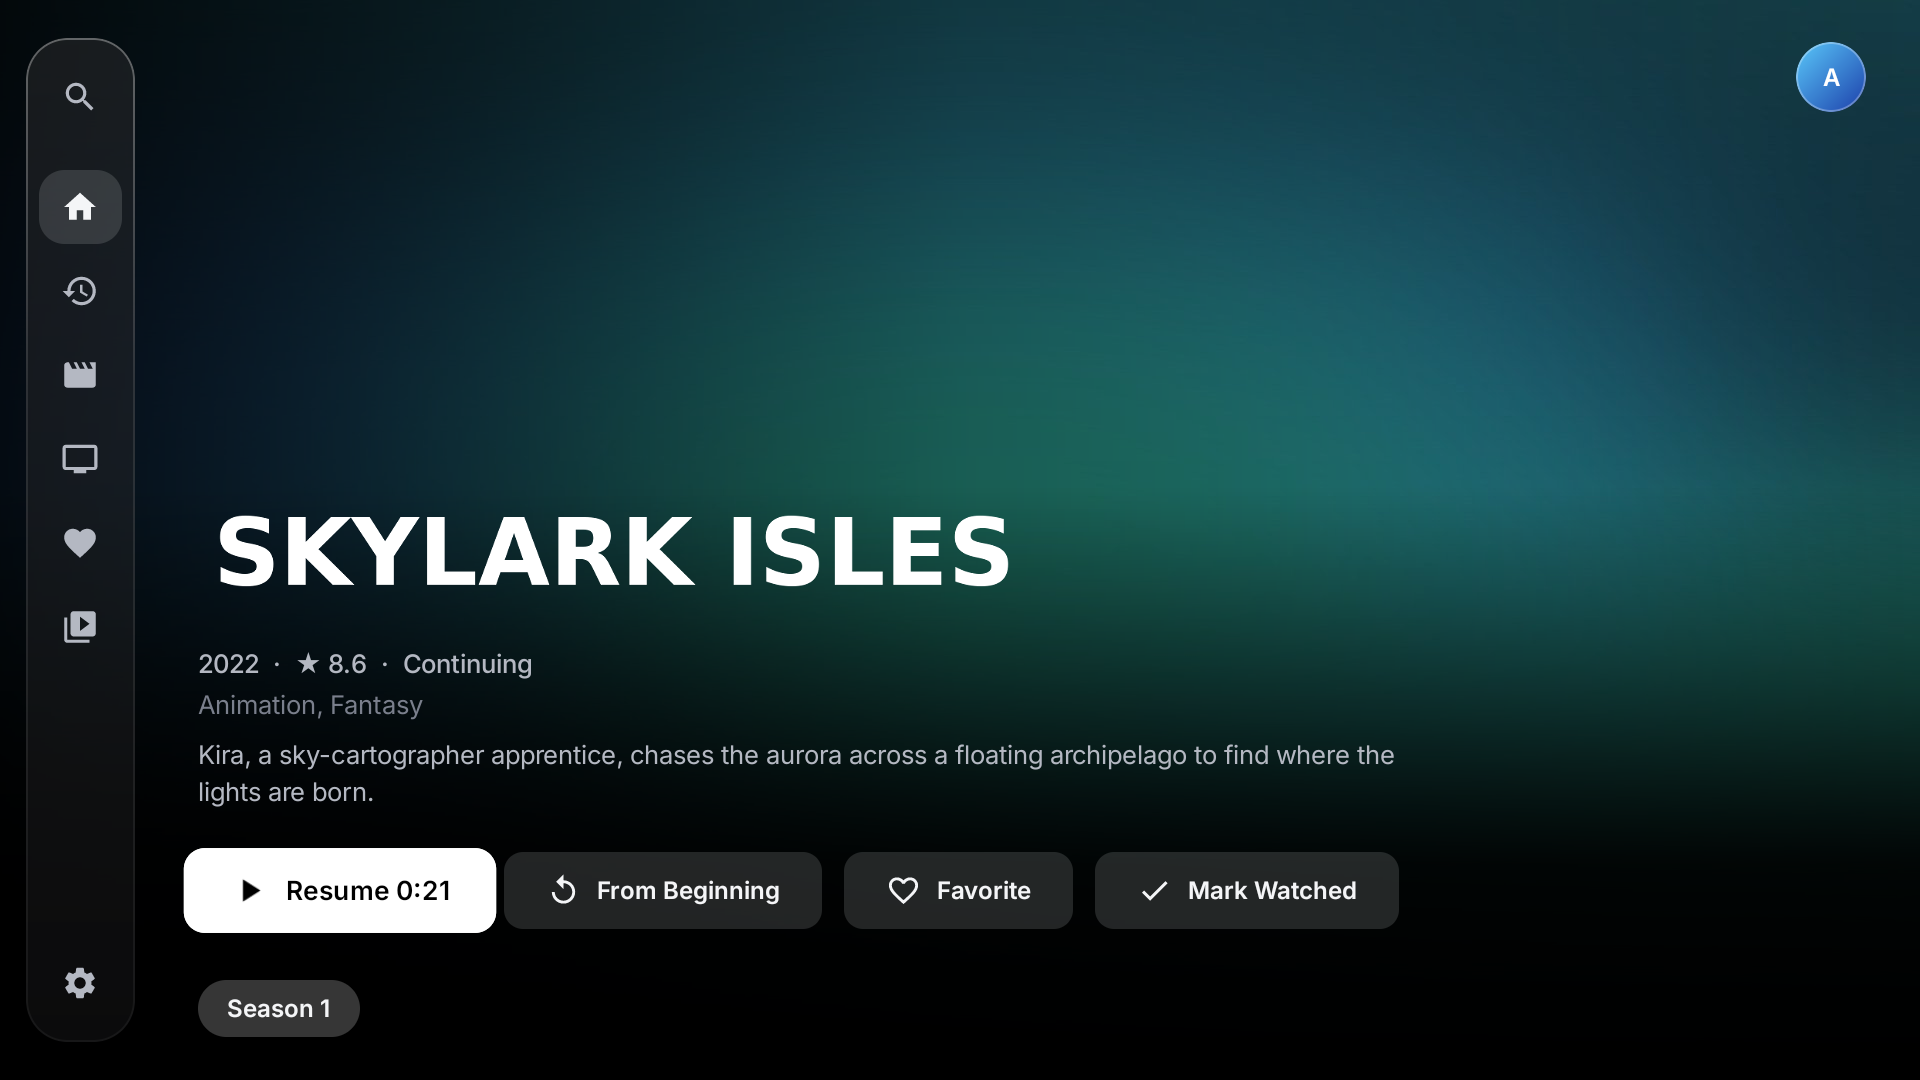 A
SKYLARK ISLES
2022 · ★ 8.6 · Continuing
Animation, Fantasy
Kira, a sky-cartographer apprentice, chases the aurora across a floating archipelago to find where the
lights are born.
Resume 0:21
From Beginning
Favorite
Mark Watched
Season 1